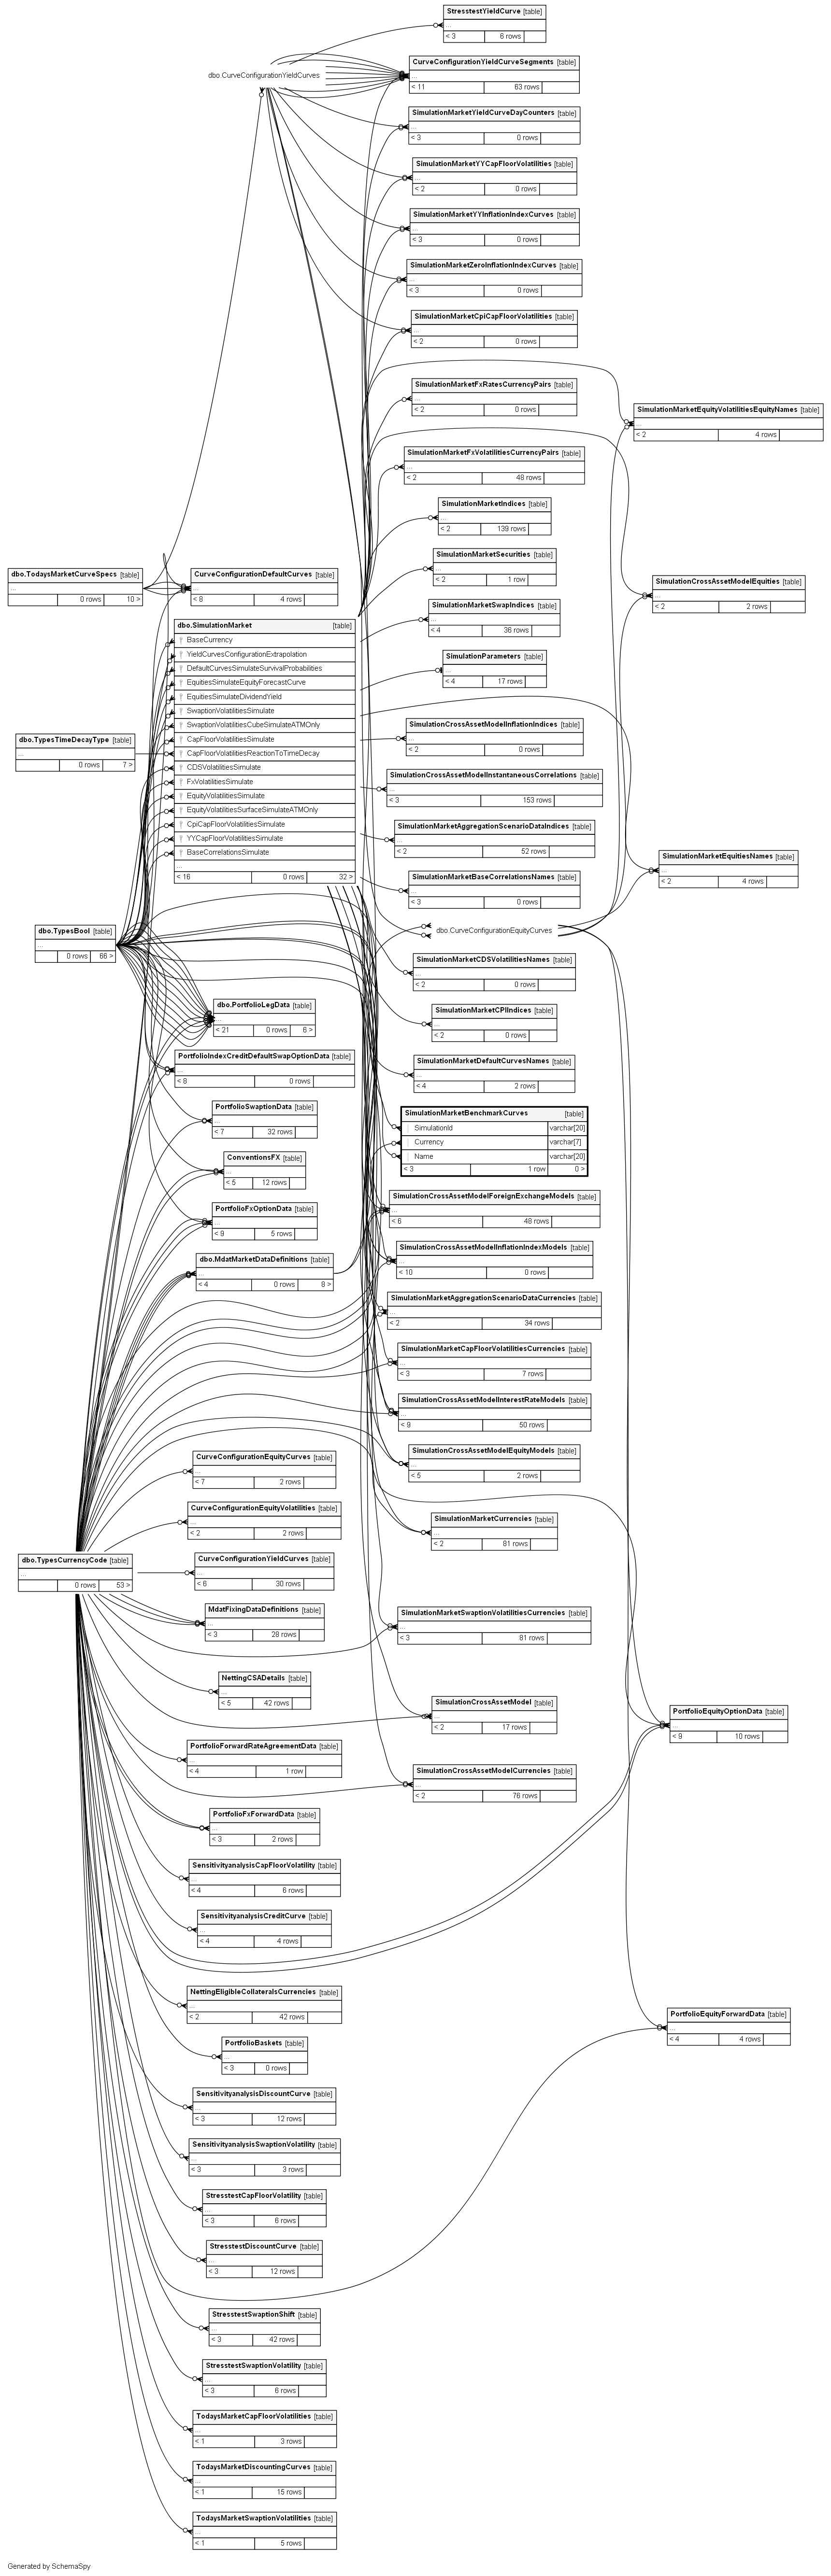 StresstestYieldCurve [table]
...
< 3 6 rows
dbo.CurveConfigurationYieldCurves
CurveConfigurationYieldCurveSegments [table]
...
< 11 63 rows
SimulationMarketYieldCurveDayCounters [table]
...
< 3 0 rows
SimulationMarketYYCapFloorVolatilities [table]
...
< 2 0 rows
SimulationMarketYYInflationIndexCurves [table]
...
< 3 0 rows
SimulationMarketZeroInflationIndexCurves [table]
...
< 3 0 rows
SimulationMarketCpiCapFloorVolatilities [table]
...
< 2 0 rows
SimulationMarketFxRatesCurrencyPairs [table]
...
< 2 0 rows
SimulationMarketEquityVolatilitiesEquityNames [table]
...
< 2 4 rows
SimulationMarketFxVolatilitiesCurrencyPairs [table]
...
< 2 48 rows
SimulationMarketIndices [table]
...
< 2 139 rows
SimulationMarketSecurities [table]
...
< 2 1 row
dbo.TodaysMarketCurveSpecs [table]
...
0 rows 10 >
CurveConfigurationDefaultCurves [table]
...
< 8 4 rows
SimulationCrossAssetModelEquities [table]
...
< 2 2 rows
SimulationMarketSwapIndices [table]
...
< 4 36 rows
dbo.SimulationMarket [table]
BaseCurrency
YieldCurvesConfigurationExtrapolation
DefaultCurvesSimulateSurvivalProbabilities
EquitiesSimulateEquityForecastCurve
EquitiesSimulateDividendYield
SwaptionVolatilitiesSimulate
SwaptionVolatilitiesCubeSimulateATMOnly
CapFloorVolatilitiesSimulate
CapFloorVolatilitiesReactionToTimeDecay
CDSVolatilitiesSimulate
FxVolatilitiesSimulate
EquityVolatilitiesSimulate
EquityVolatilitiesSurfaceSimulateATMOnly
CpiCapFloorVolatilitiesSimulate
YYCapFloorVolatilitiesSimulate
BaseCorrelationsSimulate
...
< 16 0 rows 32 >
SimulationParameters [table]
...
< 4 17 rows
dbo.TypesTimeDecayType [table]
...
0 rows 7 >
SimulationCrossAssetModelInflationIndices [table]
...
< 2 0 rows
SimulationCrossAssetModelInstantaneousCorrelations [table]
...
< 3 153 rows
SimulationMarketAggregationScenarioDataIndices [table]
...
< 2 52 rows
SimulationMarketEquitiesNames [table]
...
< 2 4 rows
SimulationMarketBaseCorrelationsNames [table]
...
< 3 0 rows
dbo.TypesBool [table]
...
0 rows 66 >
dbo.CurveConfigurationEquityCurves
SimulationMarketCDSVolatilitiesNames [table]
...
< 2 0 rows
dbo.PortfolioLegData [table]
...
< 21 0 rows 6 >
SimulationMarketCPIIndices [table]
...
< 2 0 rows
PortfolioIndexCreditDefaultSwapOptionData [table]
...
< 8 0 rows
SimulationMarketDefaultCurvesNames [table]
...
< 4 2 rows
PortfolioSwaptionData [table]
...
< 7 32 rows
SimulationMarketBenchmarkCurves [table]
SimulationId varchar[20]
Currency varchar[7]
Name varchar[20]
< 3 1 row 0 >
ConventionsFX [table]
...
< 5 12 rows
PortfolioFxOptionData [table]
...
< 9 5 rows
SimulationCrossAssetModelForeignExchangeModels [table]
...
< 6 48 rows
dbo.MdatMarketDataDefinitions [table]
...
< 4 0 rows 8 >
SimulationCrossAssetModelInflationIndexModels [table]
...
< 10 0 rows
SimulationMarketAggregationScenarioDataCurrencies [table]
...
< 2 34 rows
SimulationMarketCapFloorVolatilitiesCurrencies [table]
...
< 3 7 rows
SimulationCrossAssetModelInterestRateModels [table]
...
< 9 50 rows
CurveConfigurationEquityCurves [table]
...
< 7 2 rows
SimulationCrossAssetModelEquityModels [table]
...
< 5 2 rows
CurveConfigurationEquityVolatilities [table]
...
< 2 2 rows
SimulationMarketCurrencies [table]
...
< 2 81 rows
dbo.TypesCurrencyCode [table]
...
0 rows 53 >
CurveConfigurationYieldCurves [table]
...
< 6 30 rows
MdatFixingDataDefinitions [table]
...
< 3 28 rows
SimulationMarketSwaptionVolatilitiesCurrencies [table]
...
< 3 81 rows
NettingCSADetails [table]
...
< 5 42 rows
SimulationCrossAssetModel [table]
...
< 2 17 rows
PortfolioEquityOptionData [table]
...
< 9 10 rows
PortfolioForwardRateAgreementData [table]
...
< 4 1 row
SimulationCrossAssetModelCurrencies [table]
...
< 2 76 rows
PortfolioFxForwardData [table]
...
< 3 2 rows
SensitivityanalysisCapFloorVolatility [table]
...
< 4 6 rows
SensitivityanalysisCreditCurve [table]
...
< 4 4 rows
NettingEligibleCollateralsCurrencies [table]
...
< 2 42 rows
PortfolioEquityForwardData [table]
...
< 4 4 rows
PortfolioBaskets [table]
...
< 3 0 rows
SensitivityanalysisDiscountCurve [table]
...
< 3 12 rows
SensitivityanalysisSwaptionVolatility [table]
...
< 3 3 rows
StresstestCapFloorVolatility [table]
...
< 3 6 rows
StresstestDiscountCurve [table]
...
< 3 12 rows
StresstestSwaptionShift [table]
...
< 3 42 rows
StresstestSwaptionVolatility [table]
...
< 3 6 rows
TodaysMarketCapFloorVolatilities [table]
...
< 1 3 rows
TodaysMarketDiscountingCurves [table]
...
< 1 15 rows
TodaysMarketSwaptionVolatilities [table]
...
< 1 5 rows
Generated by SchemaSpy